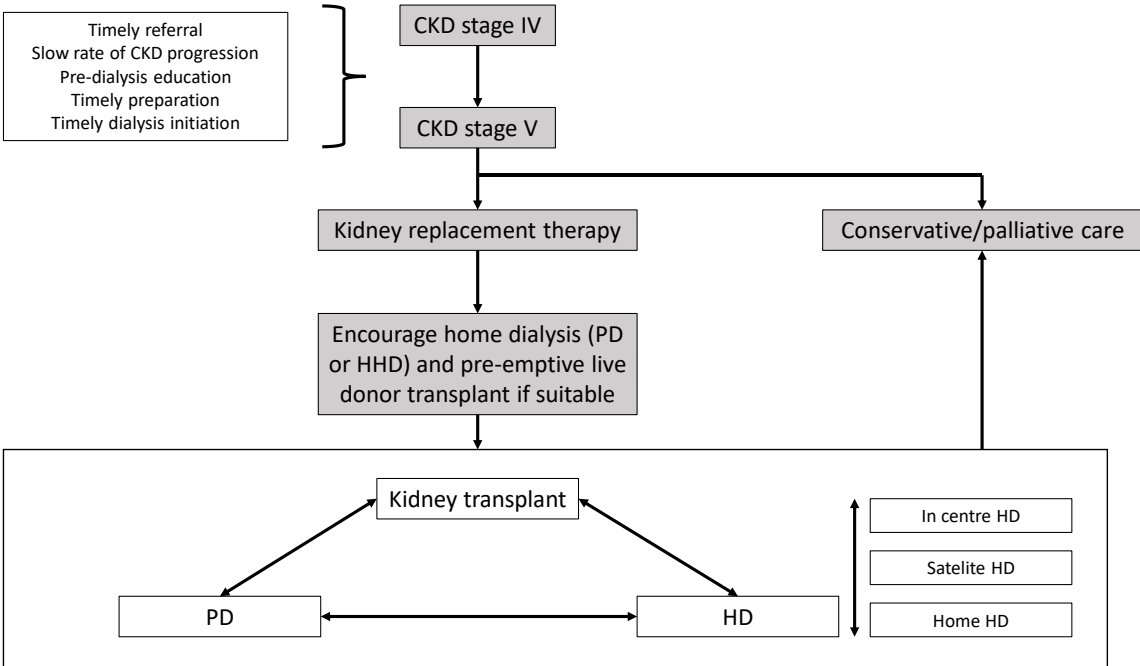 Timely referral
Slow rate of CKD progression
Pre-dialysis education
Timely preparation
Timely dialysis initiation
CKD stage IV
CKD stage V
Kidney replacement therapy
Conservative/palliative care
Encourage home dialysis (PD
or HHD) and pre-emptive live
donor transplant if suitable
Kidney transplant
PD
HD
In centre HD
Satelite HD
Home HD